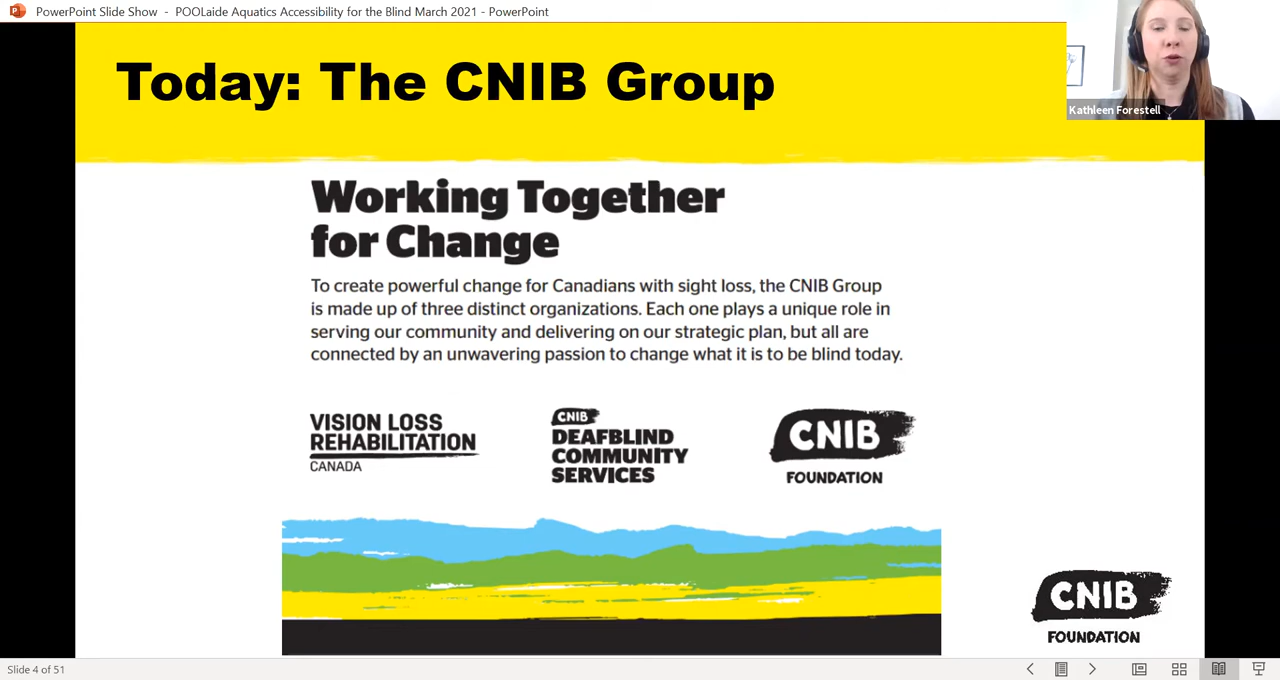 PowerPoint Slide Show - POOLaide Aquatics Accessibility for the Blind March 2021 - PowerPoint
Kathleen Forestell
Today: The CNIB Group
Working Together
for Change
To create powerful change for Canadians with sight loss, the CNIB Group
is made up of three distinct organizations. Each one plays a unique role in
serving our community and delivering on our strategic plan, but all are
connected by an unwavering passion to change what it is to be blind today.
VISION LOSS
REHABILITATION
CANADA
CNIB
DEAFBLIND
COMMUNITY
SERVICES
CNIB
FOUNDATION
CNIB
FOUNDATION
Slide 4 of 51